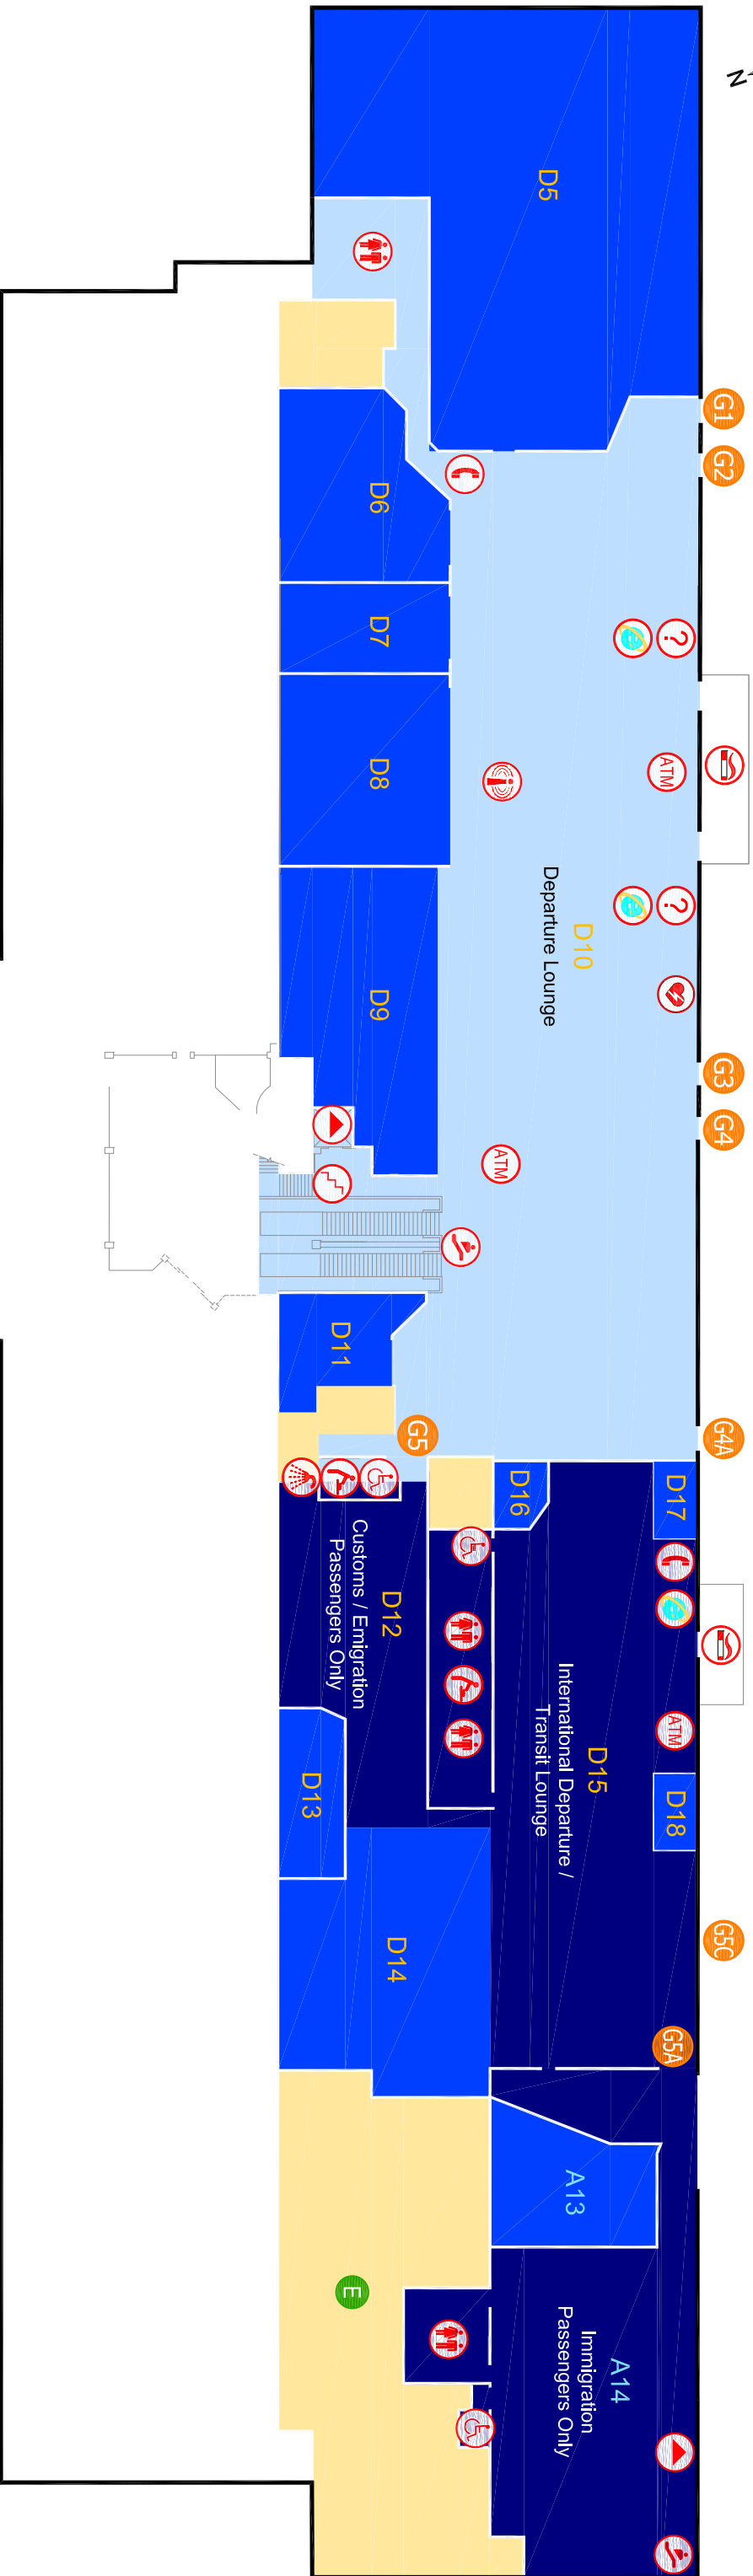 N
D5
G1
G2
D6
D7
?
e
D8
ATM
?
e
D10
Departure Lounge
D9
G3
G4
ATM
D11
G5
G4A
D16
D17
D12
Customs / Emigration
Passengers Only
e
ATM
D15
International Departure /
Transit Lounge
D13
D18
D14
G5C
G5A
A13
E
A14
Immigration
Passengers Only